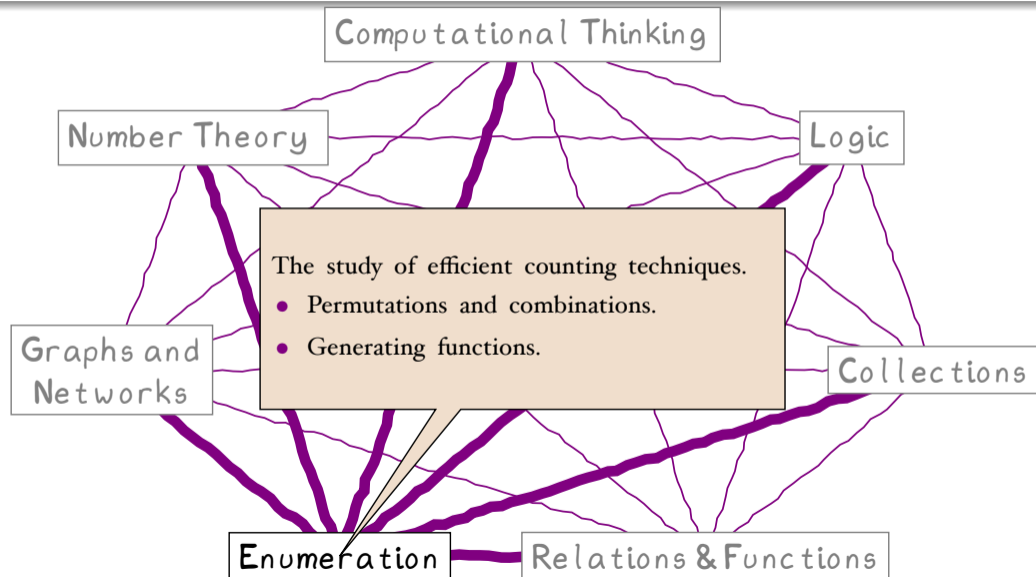 Computational Thinking
Number Theory
Logic
The study of efficient counting techniques.
• Permutations and combinations.
• Generating functions.
Graphs and
Networks
Collections
Enumeration
Relations & Functions